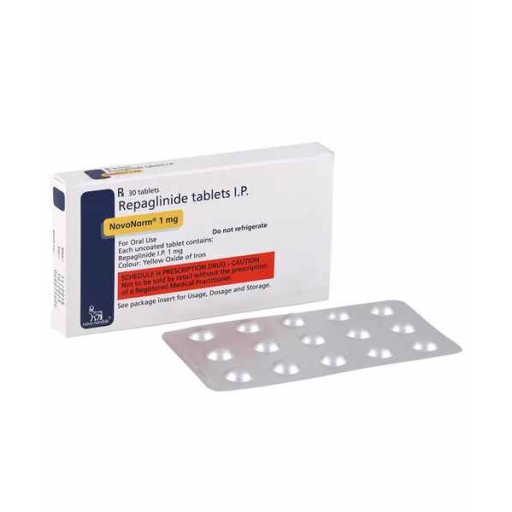 ℞ 30 tablets
Repaglinide tablets I.P.
NovoNorm® 1 mg
Do not refrigerate
For Oral Use
Each uncoated tablet contains:
Repaglinide I.P. 1 mg
Colour: Yellow Oxide of Iron
SCHEDULE H PRESCRIPTION DRUG - CAUTION
Not to be sold by retail without the prescription
of a Registered Medical Practitioner.
See package insert for Usage, Dosage and Storage.
novo nordisk